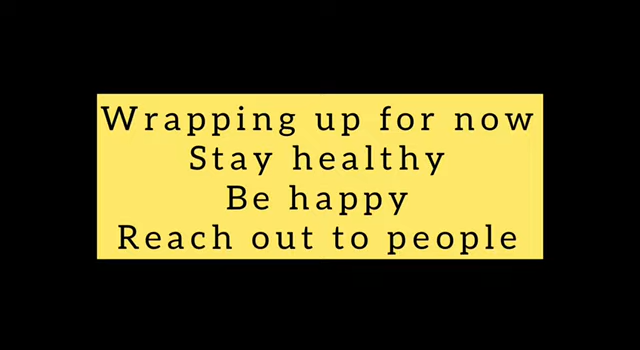 Wrapping up for now
Stay healthy
Be happy
Reach out to people